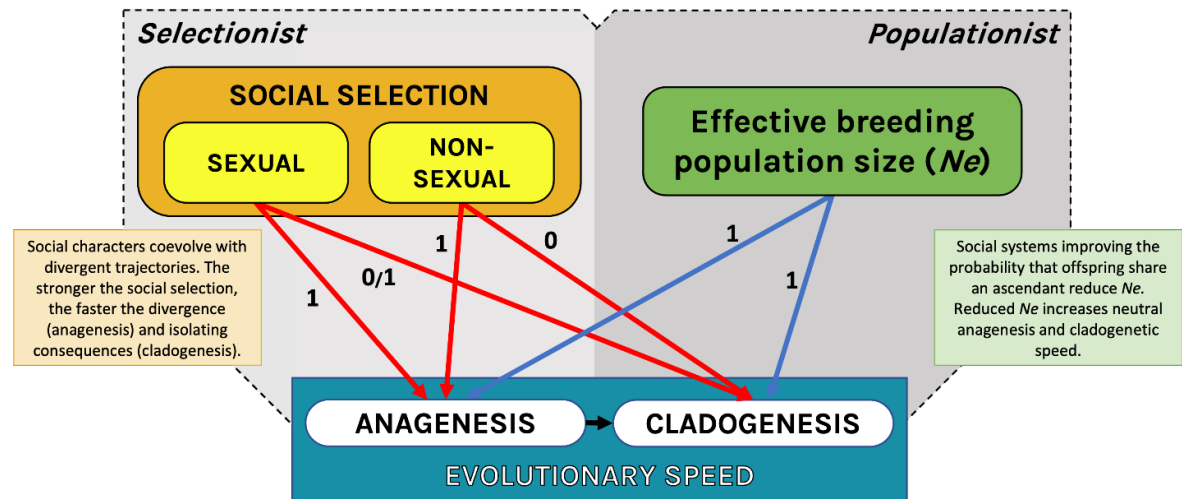 Selectionist
Populationist
SOCIAL SELECTION
SEXUAL
NON-
SEXUAL
Effective breeding
population size (Ne)
1
0/1
1
0
1
1
Social characters coevolve with
divergent trajectories. The
stronger the social selection,
the faster the divergence
(anagenesis) and isolating
consequences (cladogenesis).
Social systems improving the
probability that offspring share
an ascendant reduce Ne.
Reduced Ne increases neutral
anagenesis and cladogenetic
speed.
ANAGENESIS
CLADOGENESIS
EVOLUTIONARY SPEED